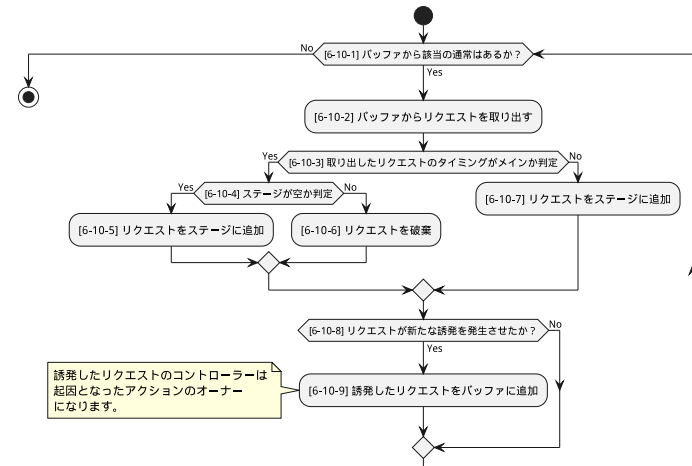 No
[6-10-1] バッファから該当の通常はあるか？
Yes
[6-10-2] バッファからリクエストを取り出す
Yes
[6-10-3] 取り出したリクエストのタイミングがメインか判定
No
Yes
[6-10-4] ステージが空か判定
No
[6-10-7] リクエストをステージに追加
[6-10-5] リクエストをステージに追加
[6-10-6] リクエストを破棄
[6-10-8] リクエストが新たな誘発を発生させたか？
No
Yes
誘発したリクエストのコントローラーは
起因となったアクションのオーナー
になります。
[6-10-9] 誘発したリクエストをバッファに追加